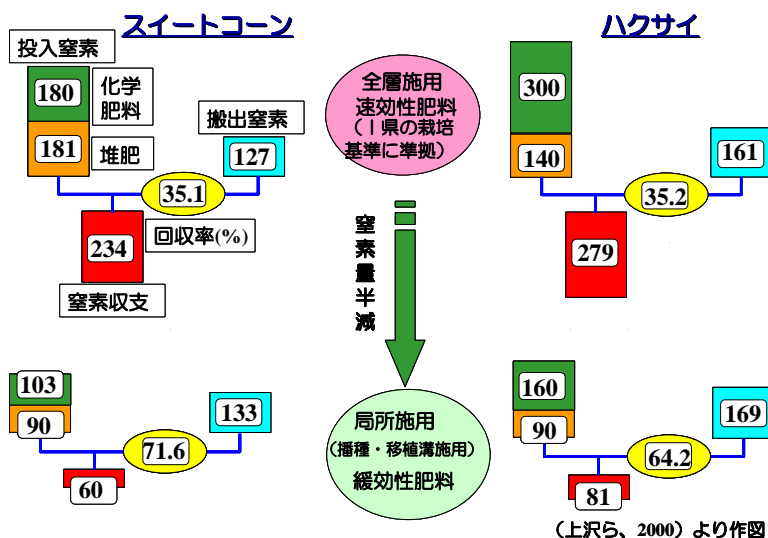 スイートコーン
ハクサイ
投入窒素
180
化学
肥料
181
堆肥
搬出窒素
127
35.1
回収率(%)
234
窒素収支
全層施用
速効性肥料
(Ⅰ県の栽培
基準に準拠)
300
140
161
35.2
279
窒素量半減
103
90
133
71.6
60
局所施用
(播種・移植溝施用)
緩効性肥料
160
90
169
64.2
81
(上沢ら、2000)より作図